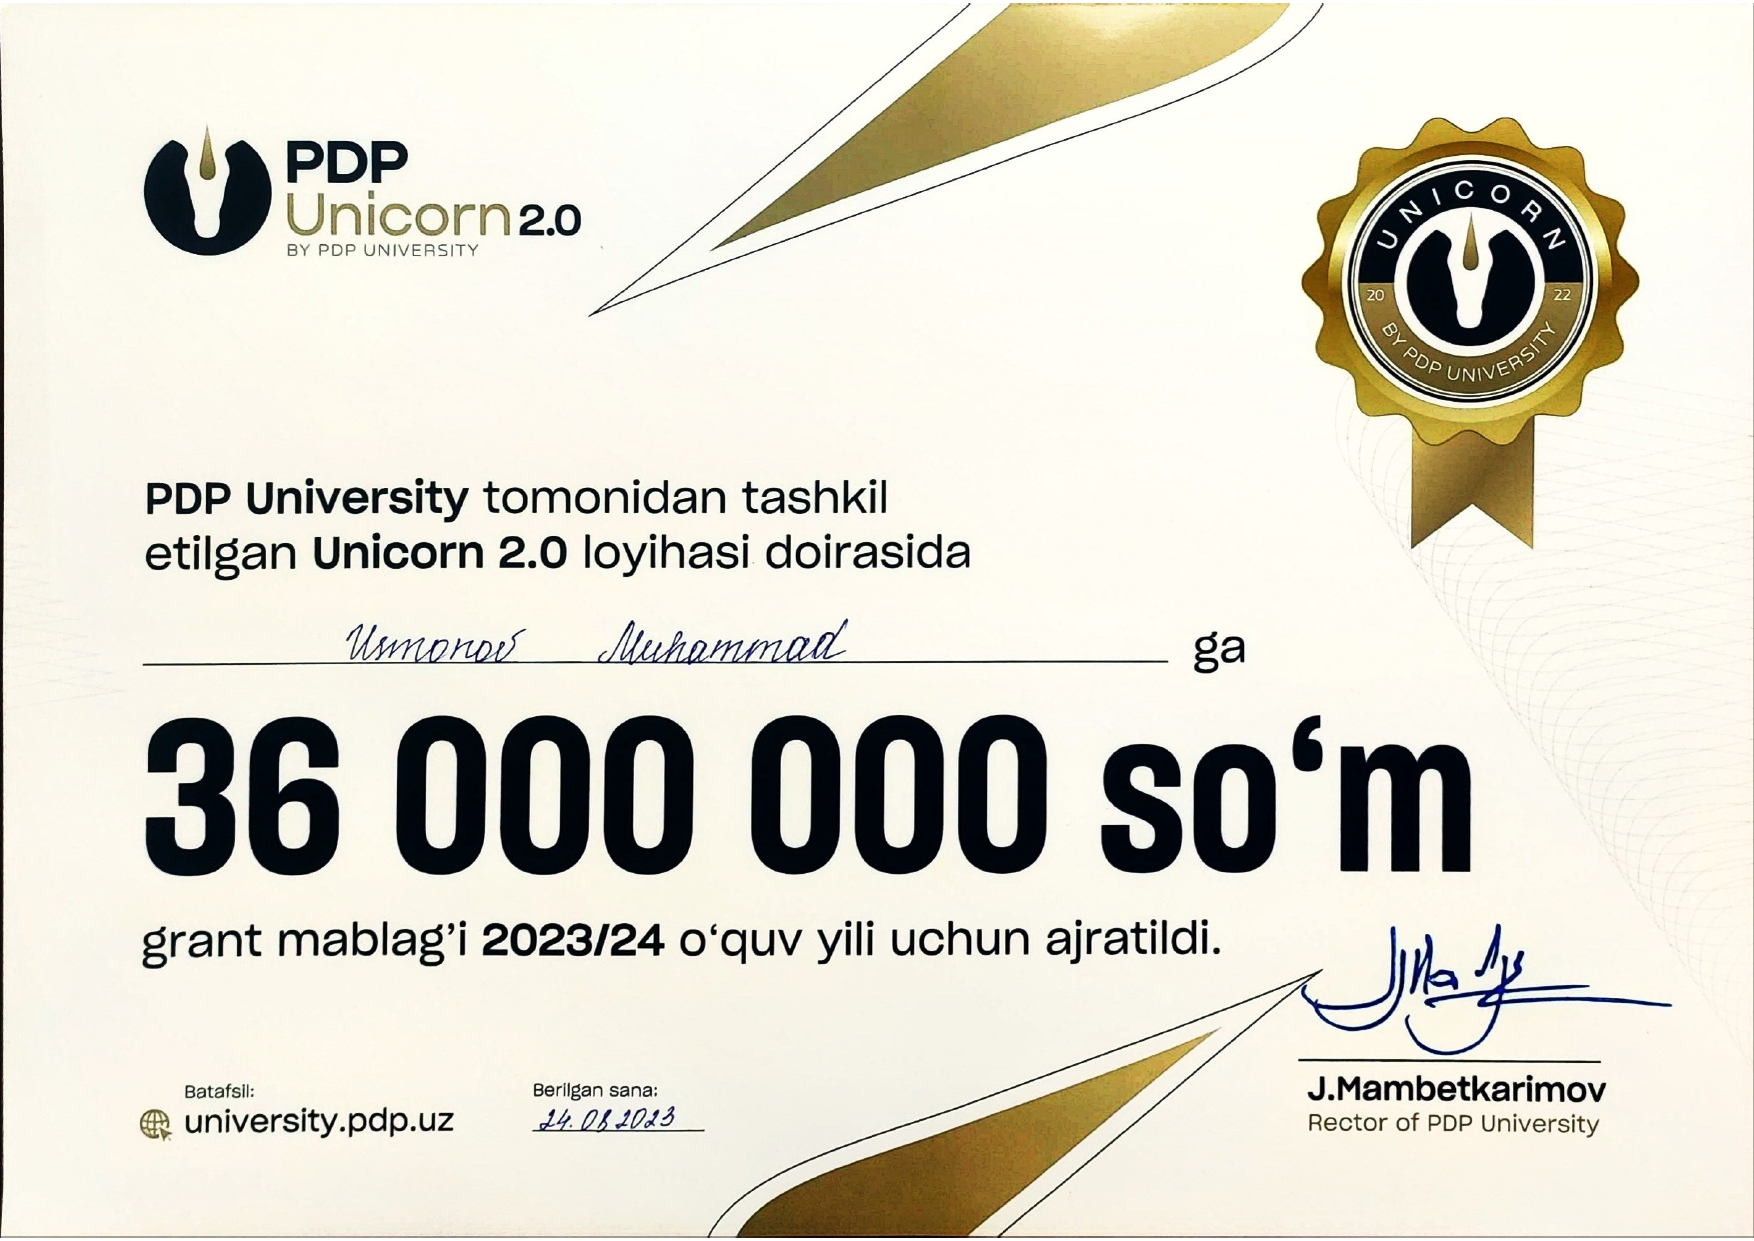 PDP
Unicorn 2.0
BY PDP UNIVERSITY
UNICORN
20 22
BY PDP UNIVERSITY
PDP University tomonidan tashkil
etilgan Unicorn 2.0 loyihasi doirasida
Usmonov Muhammad ga
36 000 000 so‘m
grant mablag’i 2023/24 o‘quv yili uchun ajratildi.
Batafsil:
university.pdp.uz
Berilgan sana:
24.08.2023
J.Mambetkarimov
Rector of PDP University